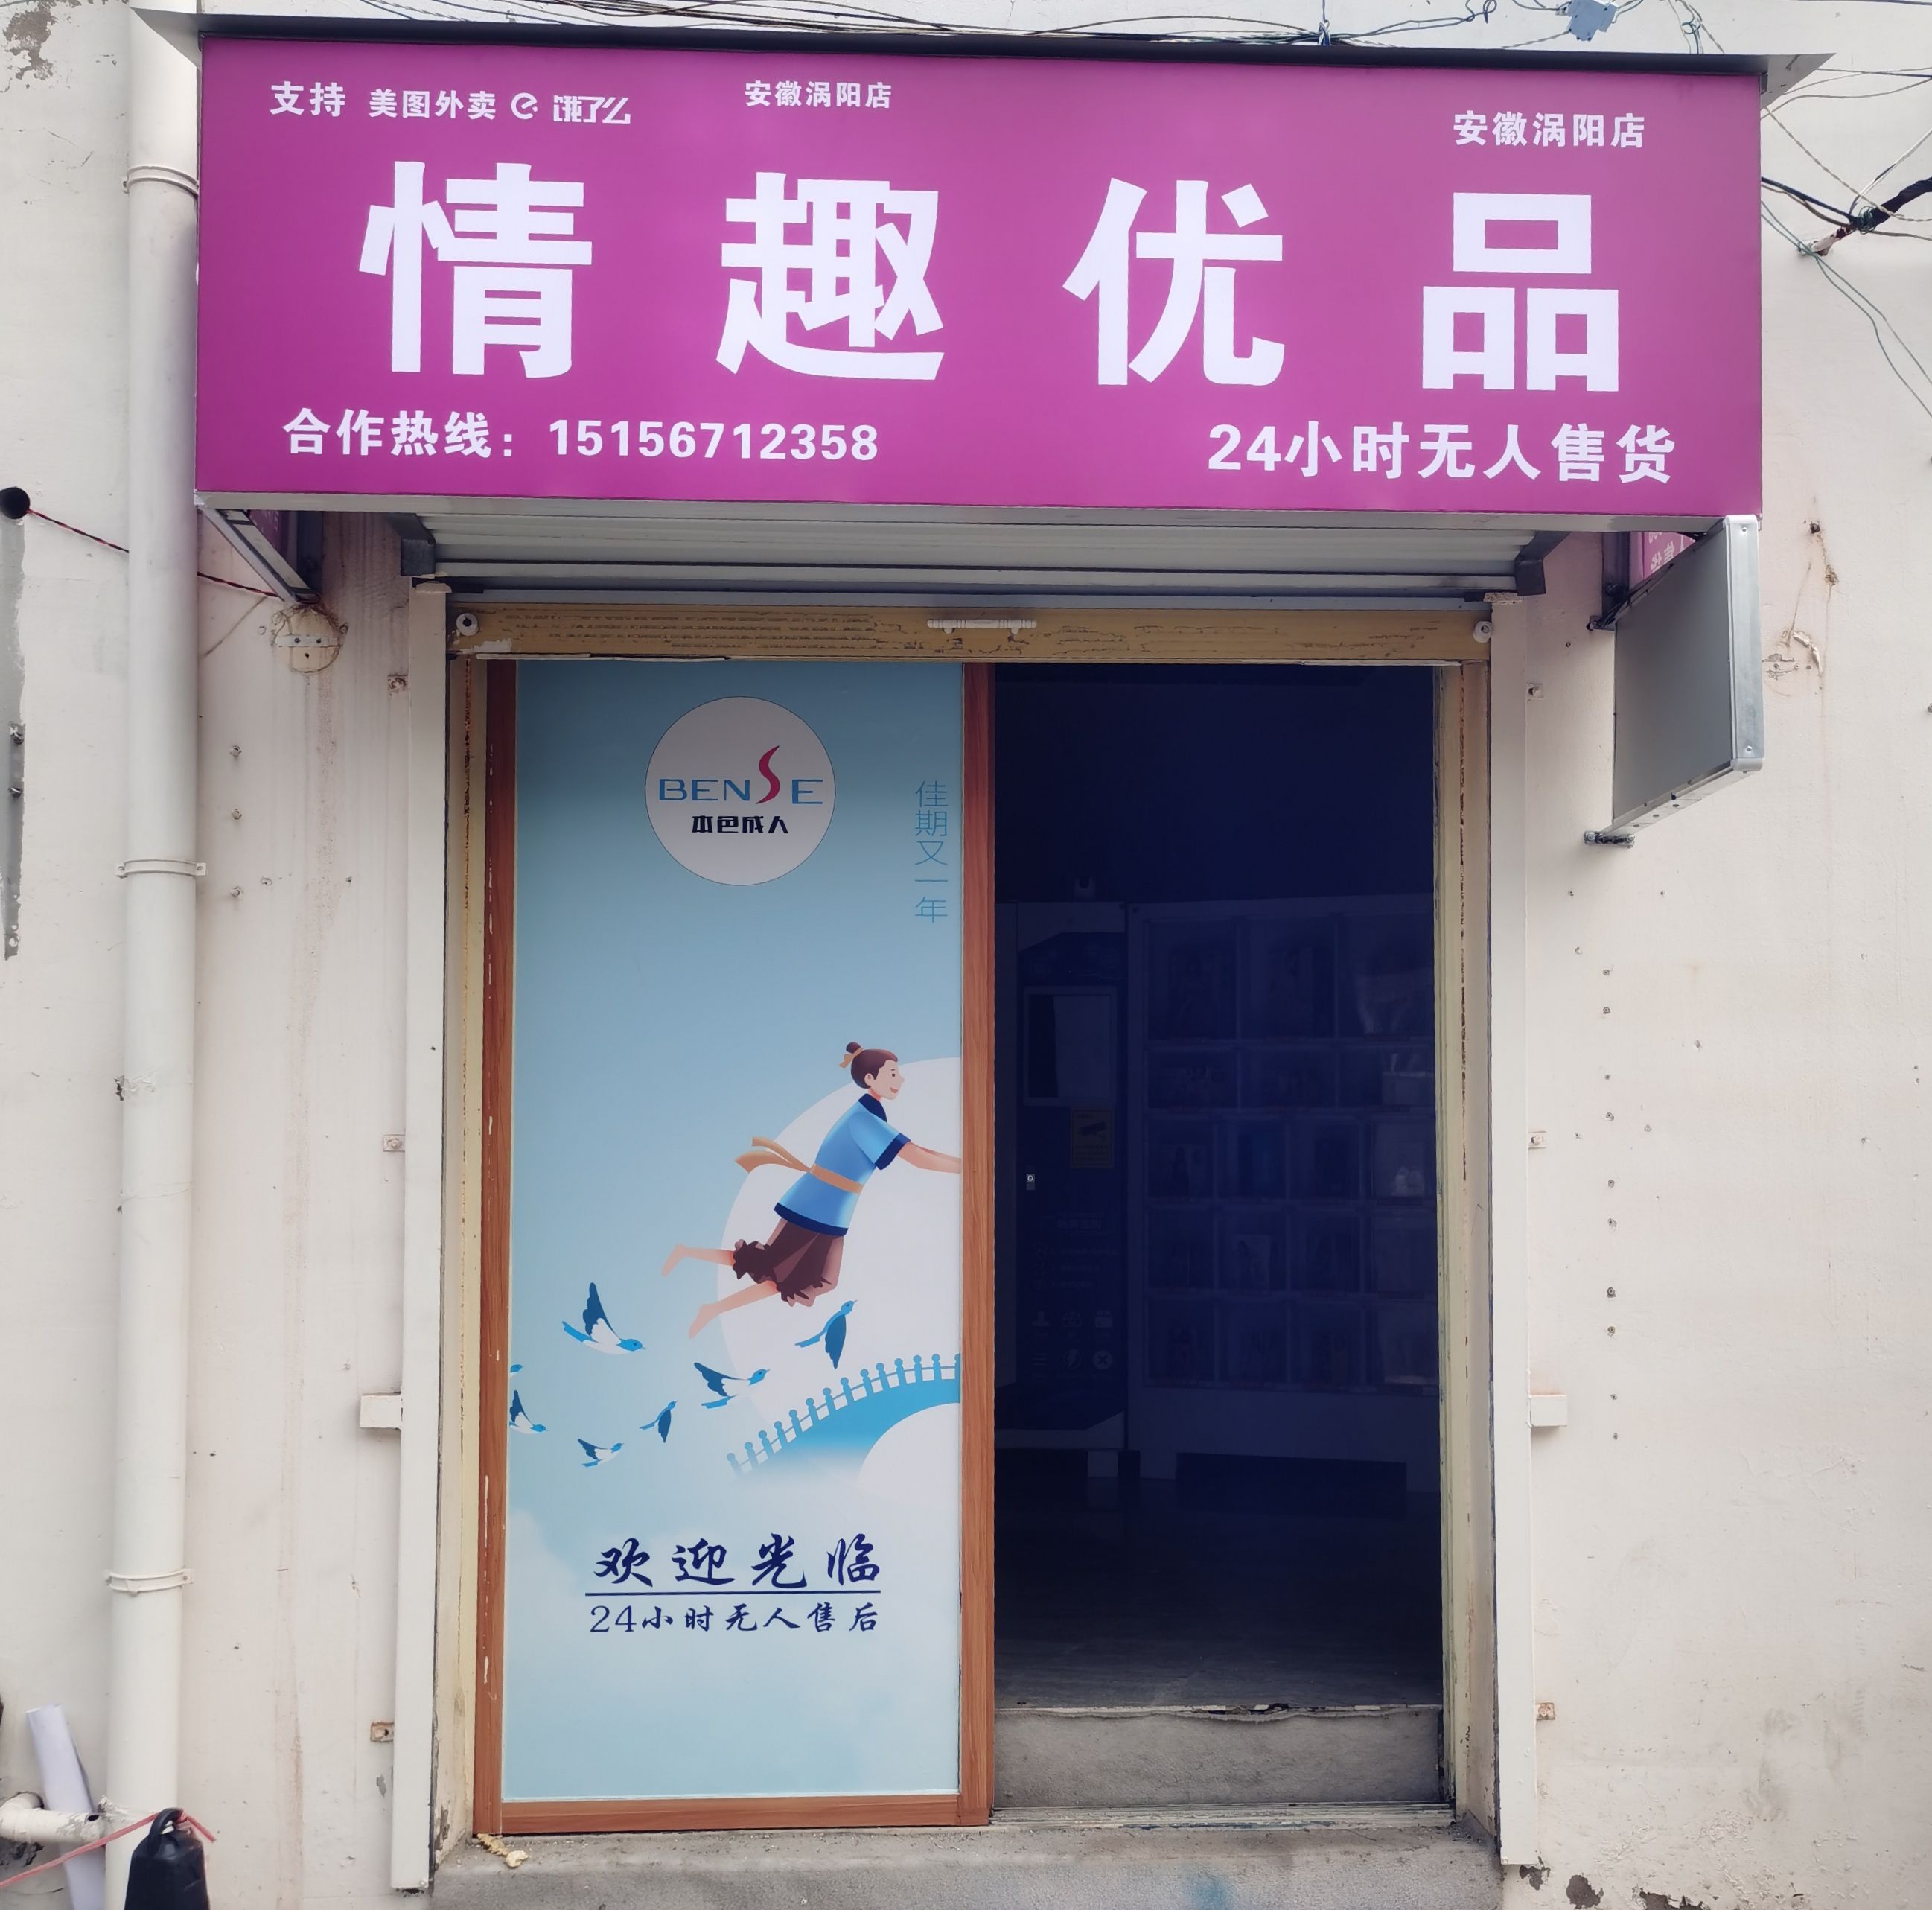 支持 美图外卖 饿了么
安徽涡阳店
安徽涡阳店
情趣优品
合作热线：15156712358
24小时无人售货
BENSE
本色成人
佳期又一年
欢迎光临
24小时无人售后